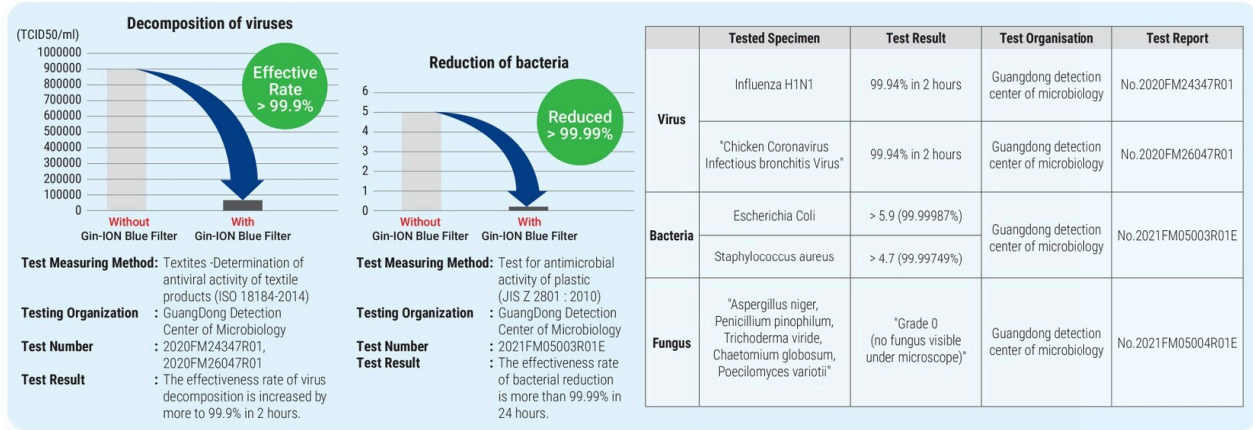 Decomposition of viruses
(TCID50/ml)
1000000
900000
800000
700000
600000
500000
400000
300000
200000
100000
0
Effective
Rate
> 99.9%
Without
Gin-ION Blue Filter
With
Gin-ION Blue Filter
Test Measuring Method: Textites -Determination of
antiviral activity of textile
products (ISO 18184-2014)
Testing Organization : GuangDong Detection
Center of Microbiology
Test Number : 2020FM24347R01,
2020FM26047R01
Test Result : The effectiveness rate of virus
decomposition is increased by
more to 99.9% in 2 hours.
Reduction of bacteria
6
5
4
3
2
1
0
Reduced
> 99.99%
Without
Gin-ION Blue Filter
With
Gin-ION Blue Filter
Test Measuring Method: Test for antimicrobial
activity of plastic
(JIS Z 2801 : 2010)
Testing Organization : GuangDong Detection
Center of Microbiology
Test Number : 2021FM05003R01E
Test Result : The effectiveness rate
of bacterial reduction
is more than 99.99% in
24 hours.
Tested Specimen Test Result Test Organisation Test Report
Virus
Influenza H1N1
99.94% in 2 hours
Guangdong detection
center of microbiology
No.2020FM24347R01
"Chicken Coronavirus
Infectious bronchitis Virus"
99.94% in 2 hours
Guangdong detection
center of microbiology
No.2020FM26047R01
Bacteria
Escherichia Coli
> 5.9 (99.99987%)
Staphylococcus aureus
> 4.7 (99.99749%)
Guangdong detection
center of microbiology
No.2021FM05003R01E
Fungus
"Aspergillus niger,
Penicillium pinophilum,
Trichoderma viride,
Chaetomium globosum,
Poecilomyces variotii"
"Grade 0
(no fungus visible
under microscope)"
Guangdong detection
center of microbiology
No.2021FM05004R01E